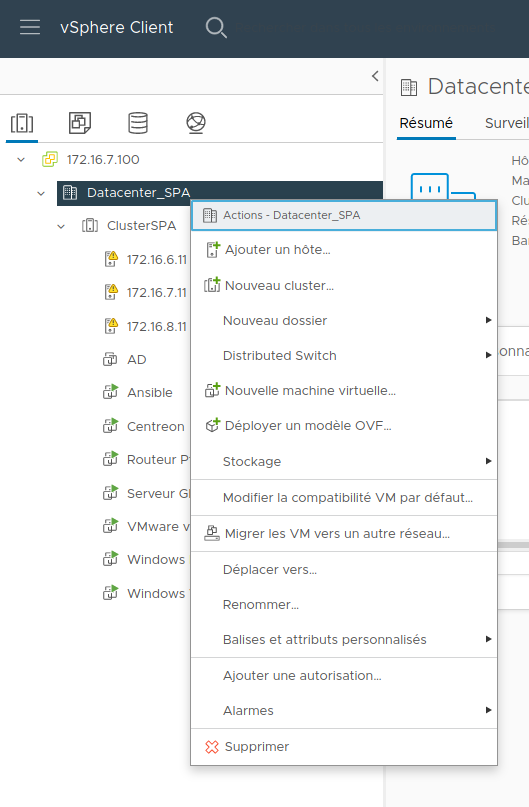 vSphere Client
172.16.7.100
Datacenter_SPA
ClusterSPA
172.16.6.11
172.16.7.11
172.16.8.11
AD
Ansible
Centreon
Routeur
Serveur
VMware
Windows
Windows
Actions - Datacenter_SPA
Ajouter un hôte...
Nouveau cluster...
Nouveau dossier
Distributed Switch
Nouvelle machine virtuelle...
Déployer un modèle OVF...
Stockage
Modifier la compatibilité VM par défaut...
Migrer les VM vers un autre réseau...
Déplacer vers...
Renommer...
Balises et attributs personnalisés
Ajouter une autorisation...
Alarmes
Supprimer
Datacente
Résumé Surveil
Hô
Ma
Clu
Rés
Bar
onna